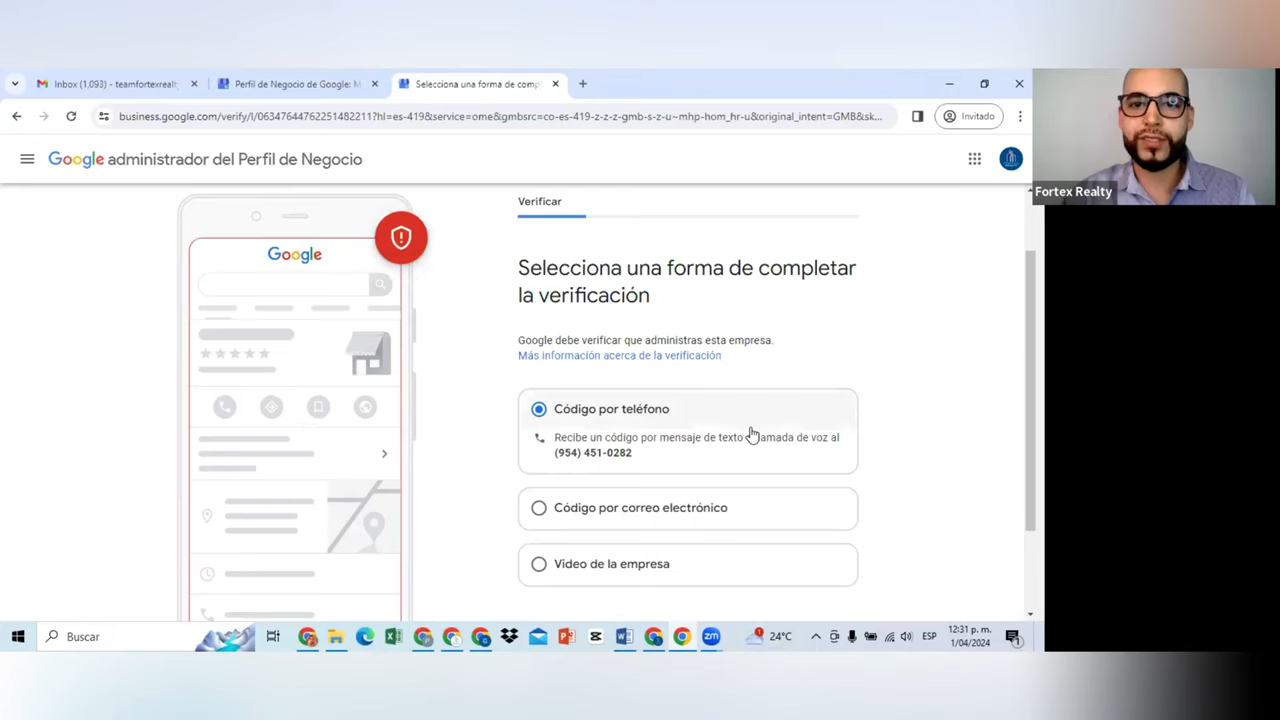 Inbox (1,093) - teamfortexrealt
Perfil de Negocio de Google: M
Selecciona una forma de comp
business.google.com/verify/l/06347644762251482211?hl=es-419&service=ome&gmbsrc=co-es-419-z-z-z-gmb-s-z-u~mhp-hom_hr-u&original_intent=GMB&sk...
Invitado
Google administrador del Perfil de Negocio
Fortex Realty
Verificar
Google
Selecciona una forma de completar
la verificación
Google debe verificar que administras esta empresa.
Más información acerca de la verificación
Código por teléfono
Recibe un código por mensaje de texto llamada de voz al
(954) 451-0282
Código por correo electrónico
Video de la empresa
Buscar
24°C
ESP
12:31 p. m.
1/04/2024